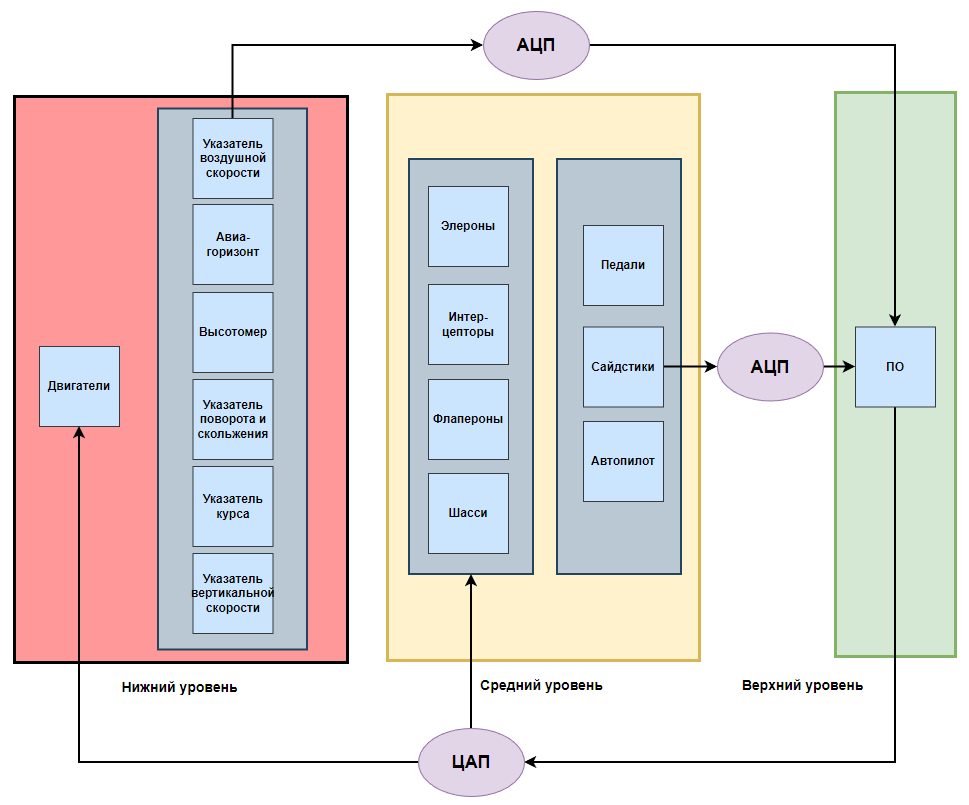 АЦП
Указатель
воздушной
скорости
Авиа-
горизонт
Высотомер
Указатель
поворота и
скольжения
Указатель
курса
Указатель
вертикальной
скорости
Двигатели
Элероны
Интер-
цепторы
Флапероны
Шасси
Педали
Сайдстики
Автопилот
АЦП
ПО
Нижний уровень
Средний уровень
Верхний уровень
ЦАП